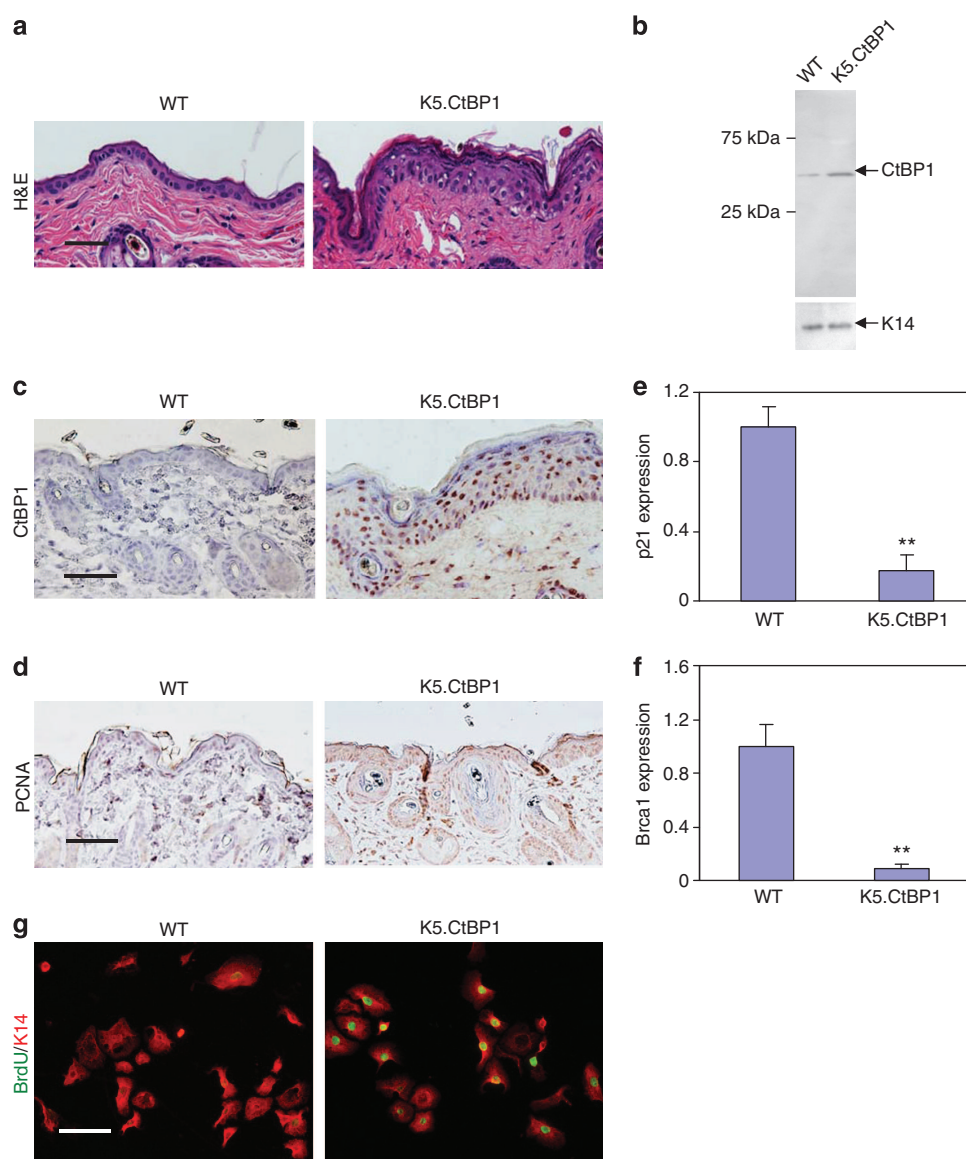 a
WT
K5.CtBP1
H&E
b
WT
K5.CtBP1
75 kDa
CtBP1
25 kDa
K14
c
WT
K5.CtBP1
CtBP1
d
WT
K5.CtBP1
PCNA
e
1.2
0.8
0.4
0
p21 expression
**
WT
K5.CtBP1
f
1.6
1.2
0.8
0.4
0
Brca1 expression
**
WT
K5.CtBP1
g
WT
K5.CtBP1
BrdU/K14